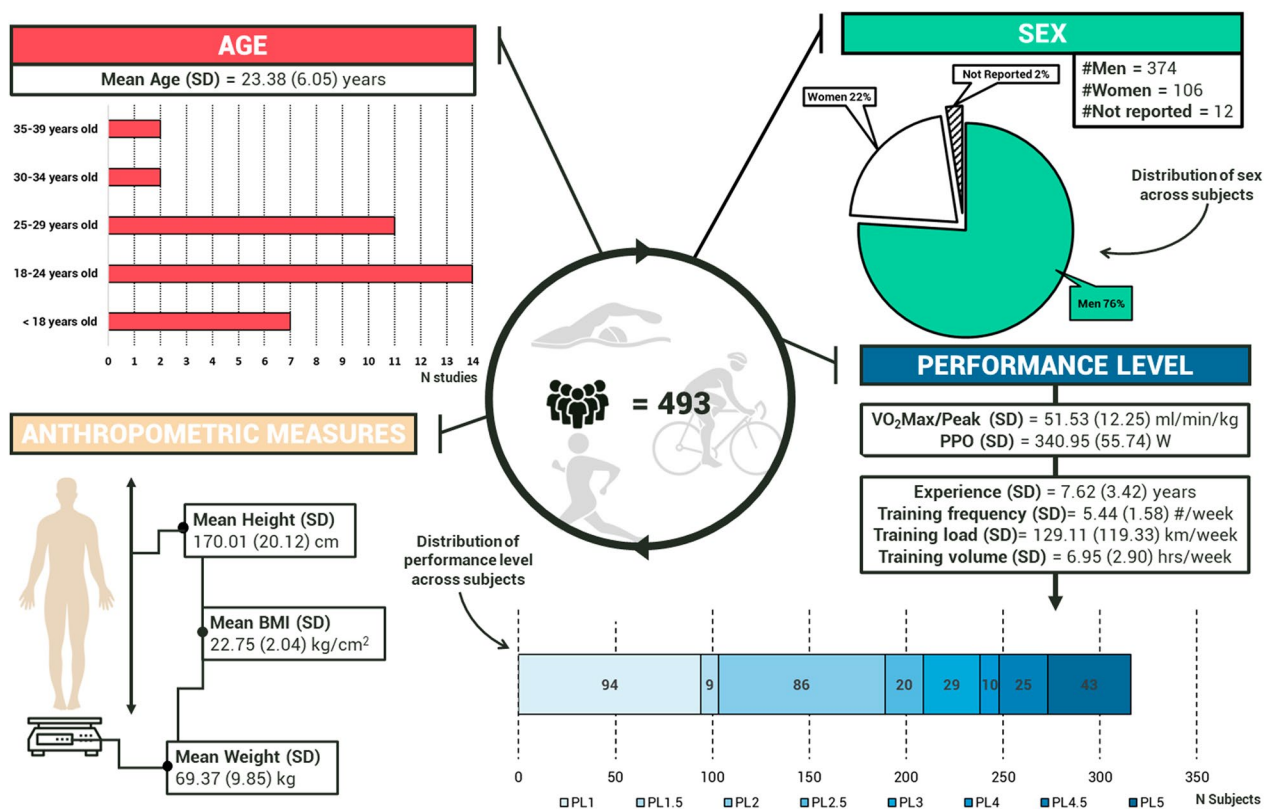 AGE
Mean Age (SD) = 23.38 (6.05) years
35-39 years old
30-34 years old
25-29 years old
18-24 years old
< 18 years old
0 1 2 3 4 5 6 7 8 9 10 11 12 13 14
N studies
SEX
#Men = 374
#Women = 106
#Not reported = 12
Not Reported 2%
Women 22%
Men 76%
Distribution of sex
across subjects
= 493
ANTHROPOMETRIC MEASURES
Mean Height (SD)
170.01 (20.12) cm
Mean BMI (SD)
22.75 (2.04) kg/cm²
Mean Weight (SD)
69.37 (9.85) kg
PERFORMANCE LEVEL
VO₂Max/Peak (SD) = 51.53 (12.25) ml/min/kg
PPO (SD) = 340.95 (55.74) W
Experience (SD) = 7.62 (3.42) years
Training frequency (SD)= 5.44 (1.58) #/week
Training load (SD)= 129.11 (119.33) km/week
Training volume (SD) = 6.95 (2.90) hrs/week
Distribution of
performance level
across subjects
94 9 86 20 29 10 25 43
0 50 100 150 200 250 300 350
N Subjects
PL1 PL1.5 PL2 PL2.5 PL3 PL4 PL4.5 PL5